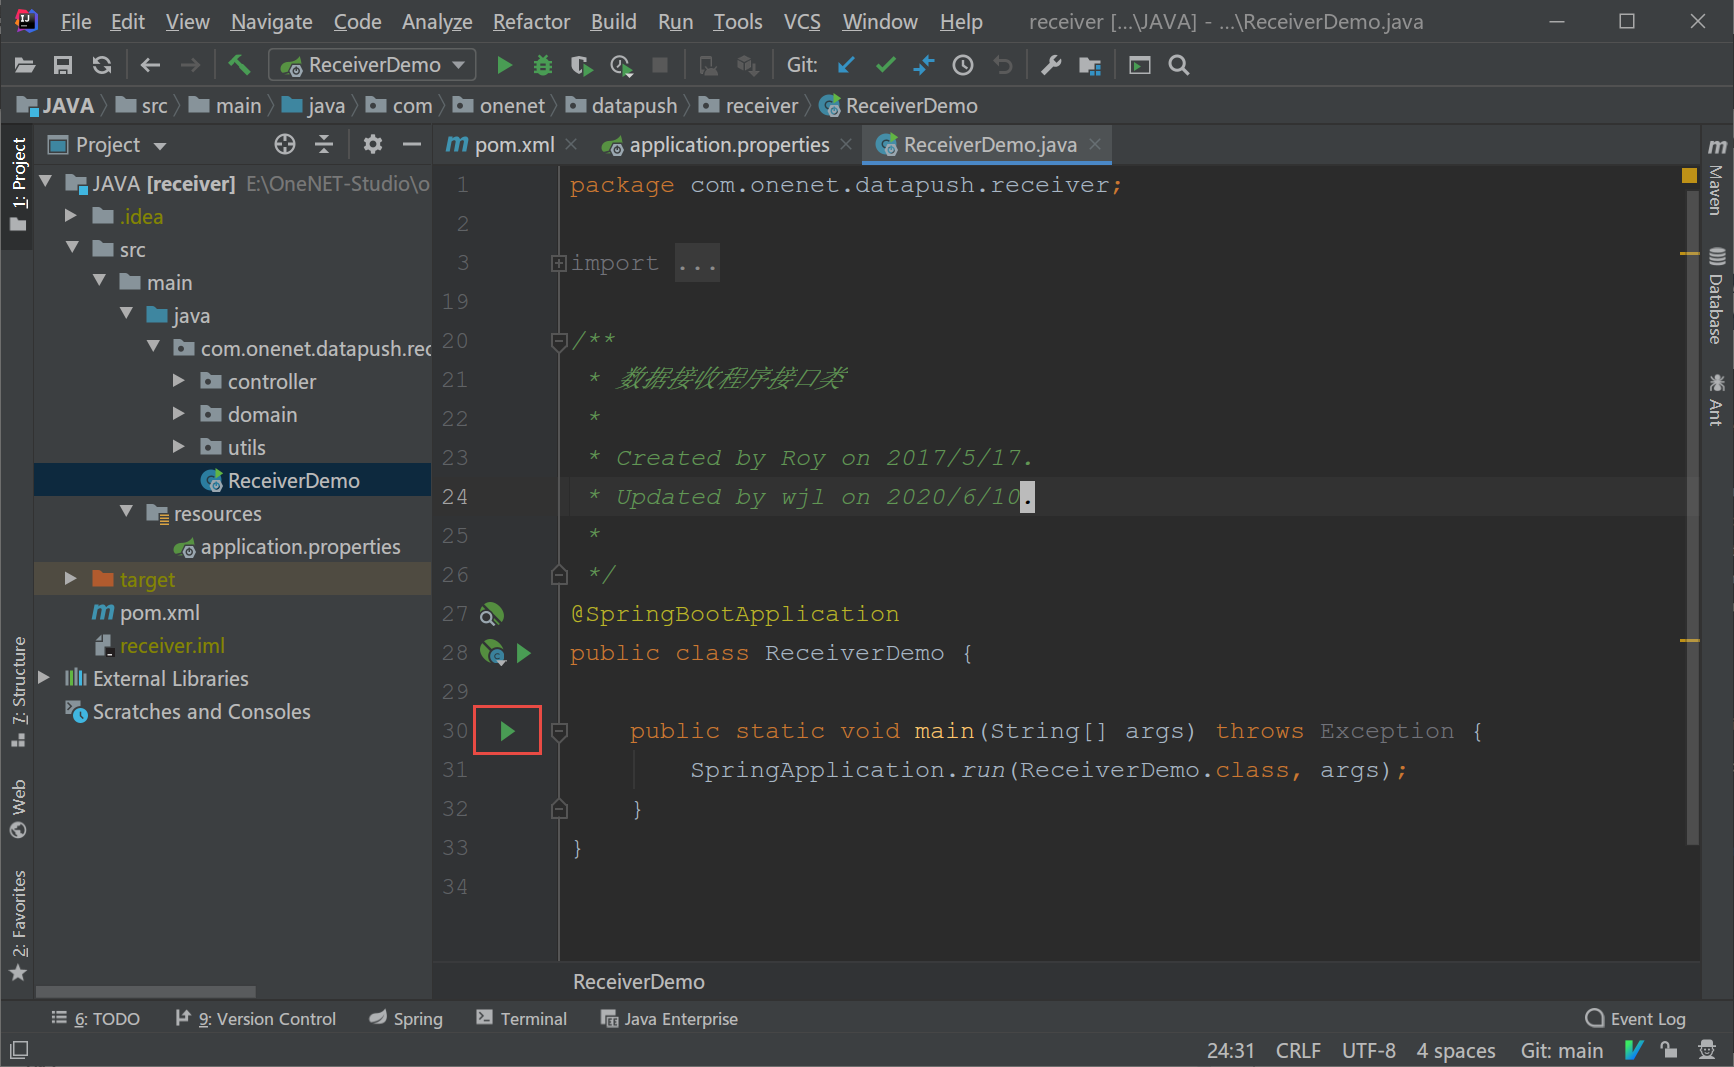 File Edit View Navigate Code Analyze Refactor Build Run Tools VCS Window Help receiver [...\JAVA] - ...\ReceiverDemo.java
ReceiverDemo Git:
JAVA src main java com onenet datapush receiver ReceiverDemo
Project
pom.xml application.properties ReceiverDemo.java
1: Project
7: Structure
Web
2: Favorites
JAVA [receiver] E:\OneNET-Studio\o
.idea
src
main
java
com.onenet.datapush.rec
controller
domain
utils
ReceiverDemo
resources
application.properties
target
pom.xml
receiver.iml
External Libraries
Scratches and Consoles
1 package com.onenet.datapush.receiver;
2
3 import ...
19
20 /**
21 * 数据接收程序接口类
22 *
23 * Created by Roy on 2017/5/17.
24 * Updated by wjl on 2020/6/10.
25 *
26 */
27 @SpringBootApplication
28 public class ReceiverDemo {
29
30 public static void main(String[] args) throws Exception {
31 SpringApplication.run(ReceiverDemo.class, args);
32 }
33 }
34
ReceiverDemo
Maven
Database
Ant
6: TODO 9: Version Control Spring Terminal Java Enterprise Event Log
24:31 CRLF UTF-8 4 spaces Git: main